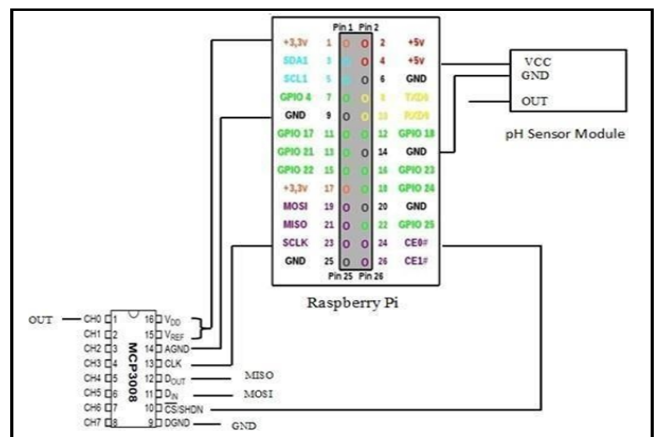 Pin 1 Pin 2
+3,3v 1 O O 2 +5v
SDA1 3 O O 4 +5v
SCL1 5 O O 6 GND
GPIO 4 7 O O 8 TXD0
GND 9 O O 10 RXD0
GPIO 17 11 O O 12 GPIO 18
GPIO 21 13 O O 14 GND
GPIO 22 15 O O 16 GPIO 23
+3,3v 17 O O 18 GPIO 24
MOSI 19 O O 20 GND
MISO 21 O O 22 GPIO 25
SCLK 23 O O 24 CE0#
GND 25 O O 26 CE1#
Pin 25 Pin 26
Raspberry Pi
VCC
GND
OUT
pH Sensor Module
OUT CH0 1 16 VDD
CH1 2 15 VREF
CH2 3 14 AGND
CH3 4 13 CLK
CH4 5 12 DOUT MISO
CH5 6 11 DIN MOSI
CH6 7 10 CS/SHDN
CH7 8 9 DGND GND
MCP3008